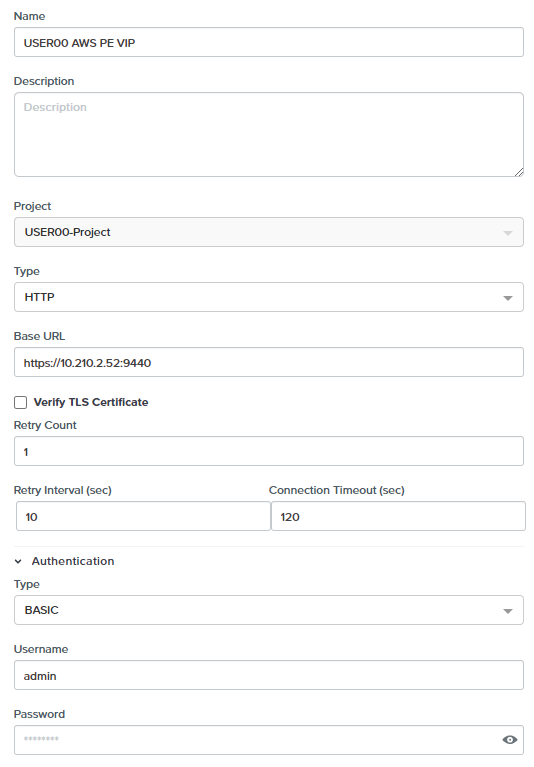 Name
USER00 AWS PE VIP
Description
Description
Project
USER00-Project
Type
HTTP
Base URL
https://10.210.2.52:9440
Verify TLS Certificate
Retry Count
1
Retry Interval (sec) Connection Timeout (sec)
10 120
Authentication
Type
BASIC
Username
admin
Password
********